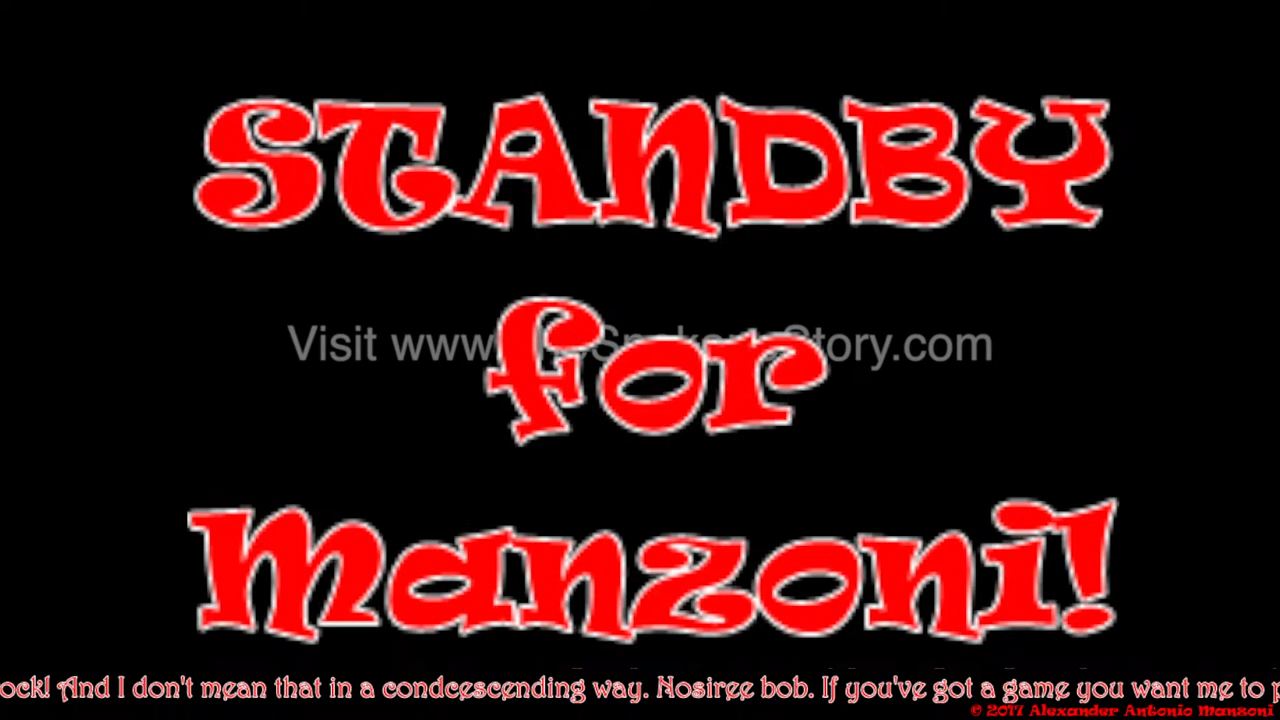 STANDBY
Visit www. Story.com
for
Manzoni!
ock! And I don't mean that in a condcescending way. Nosiree bob. If you've got a game you want me to p
© 2017 Alexander Antonio Manzoni